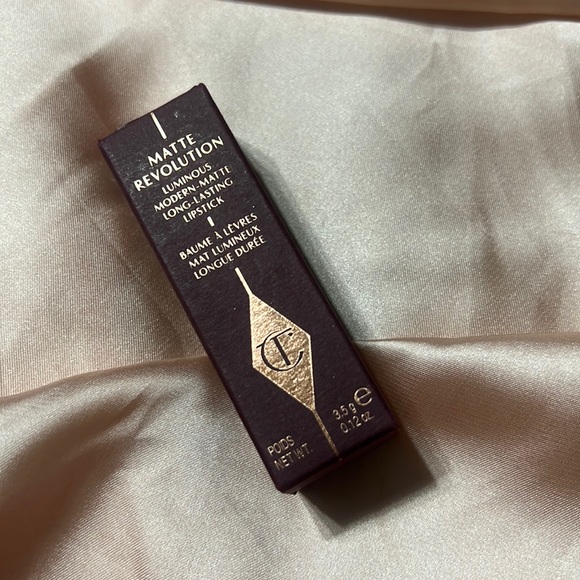 MATTE
REVOLUTION
LUMINOUS
MODERN-MATTE
LONG-LASTING
LIPSTICK
BAUME À LÈVRES
MAT LUMINEUX
LONGUE DURÉE
CT
POIDS 3.5 g e
NET WT. 0.12 oz.